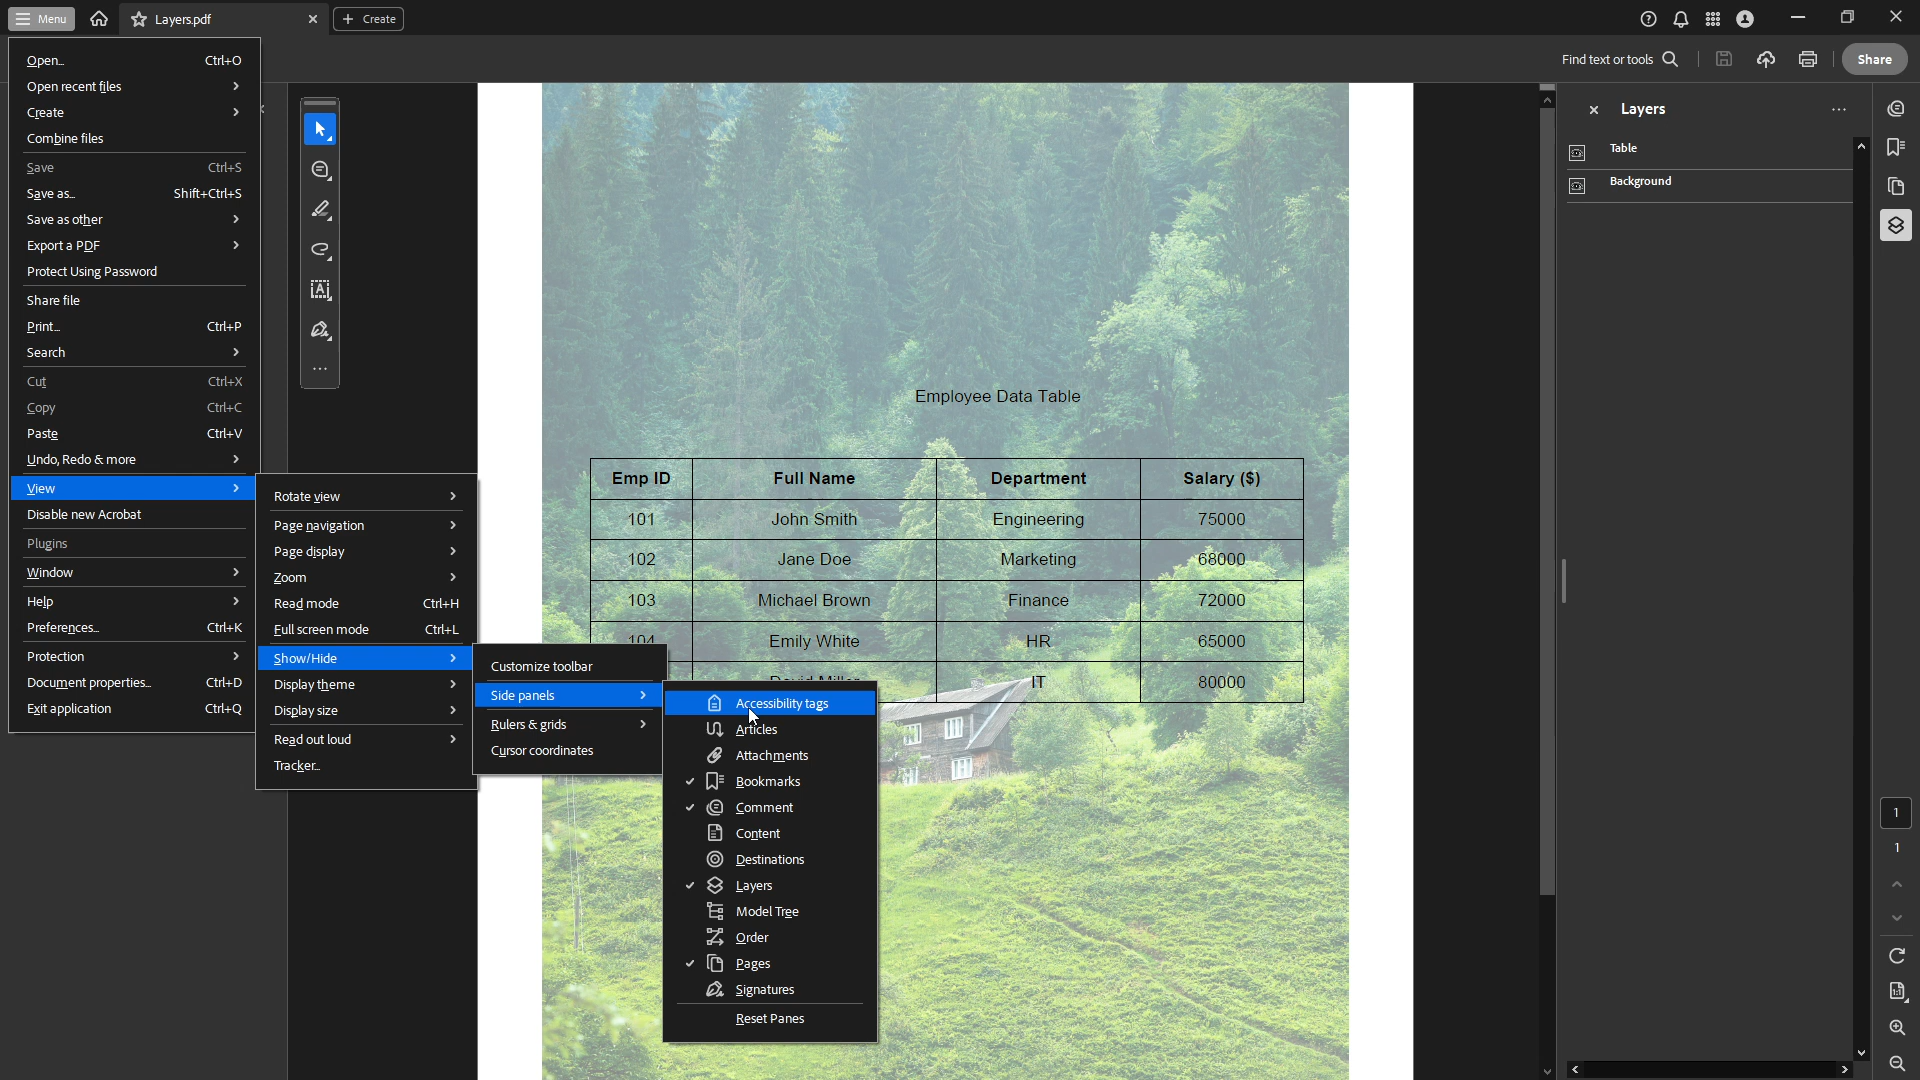 Menu
Layers.pdf
Create
Open... Ctrl+O
Open recent files
Create
Combine files
Save Ctrl+S
Save as... Shift+Ctrl+S
Save as other
Export a PDF
Protect Using Password
Share file
Print... Ctrl+P
Search
Cut Ctrl+X
Copy Ctrl+C
Paste Ctrl+V
Undo, Redo & more
View
Disable new Acrobat
Plugins
Window
Help
Preferences... Ctrl+K
Protection
Document properties... Ctrl+D
Exit application Ctrl+Q
Rotate view
Page navigation
Page display
Zoom
Read mode Ctrl+H
Full screen mode Ctrl+L
Show/Hide
Display theme
Display size
Read out loud
Tracker...
Customize toolbar
Side panels
Rulers & grids
Cursor coordinates
Accessibility tags
Articles
Attachments
Bookmarks
Comment
Content
Destinations
Layers
Model Tree
Order
Pages
Signatures
Reset Panes
Employee Data Table
Emp ID Full Name Department Salary ($)
101 John Smith Engineering 75000
102 Jane Doe Marketing 68000
103 Michael Brown Finance 72000
104 Emily White HR 65000
David Miller IT 80000
Find text or tools
Share
Layers
Table
Background
1
1